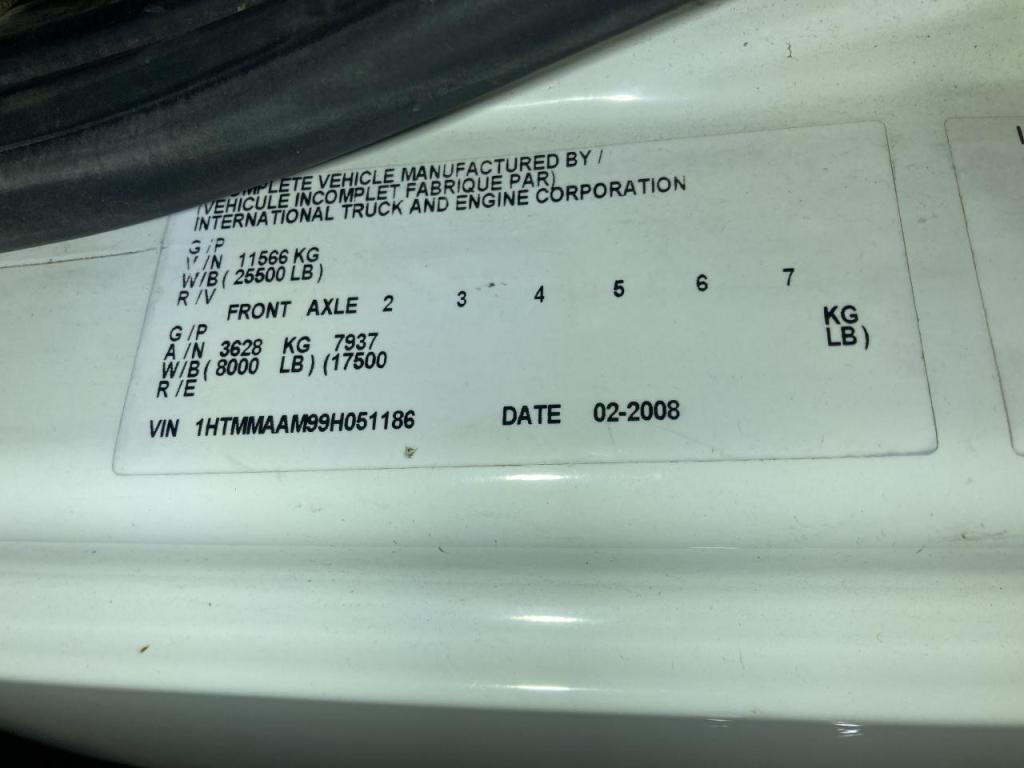 COMPLETE VEHICLE MANUFACTURED BY /
(VEHICULE INCOMPLET FABRIQUE PAR)
INTERNATIONAL TRUCK AND ENGINE CORPORATION
G / P
V / N 11566 KG
W/B ( 25500 LB )
R / V
FRONT AXLE 2 3 4 5 6 7
G / P
A / N 3628 KG 7937 KG
W/B ( 8000 LB ) (17500 LB )
R / E
VIN 1HTMMAAM99H051186 DATE 02-2008